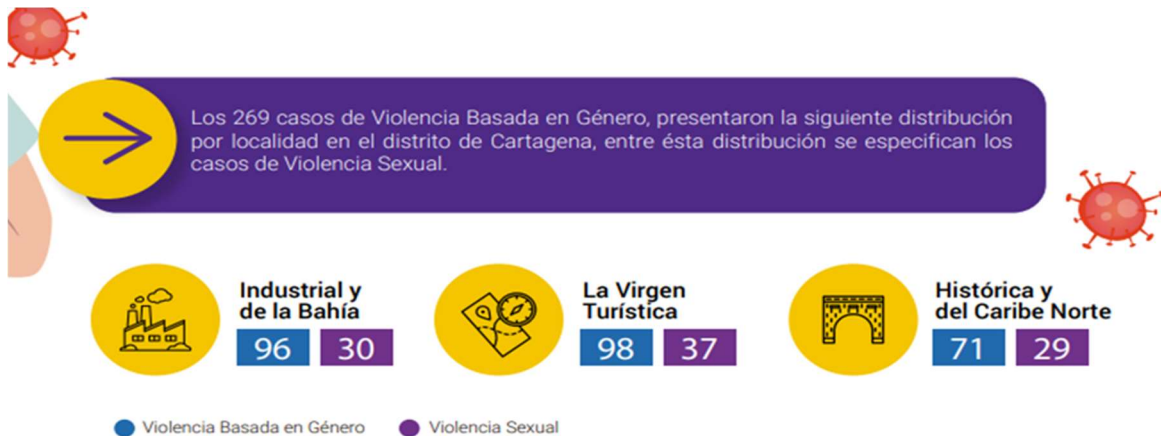 Los 269 casos de Violencia Basada en Género, presentaron la siguiente distribución
por localidad en el distrito de Cartagena, entre ésta distribución se especifican los
casos de Violencia Sexual.
Industrial y
de la Bahía
96 30
La Virgen
Turística
98 37
Histórica y
del Caribe Norte
71 29
Violencia Basada en Género Violencia Sexual